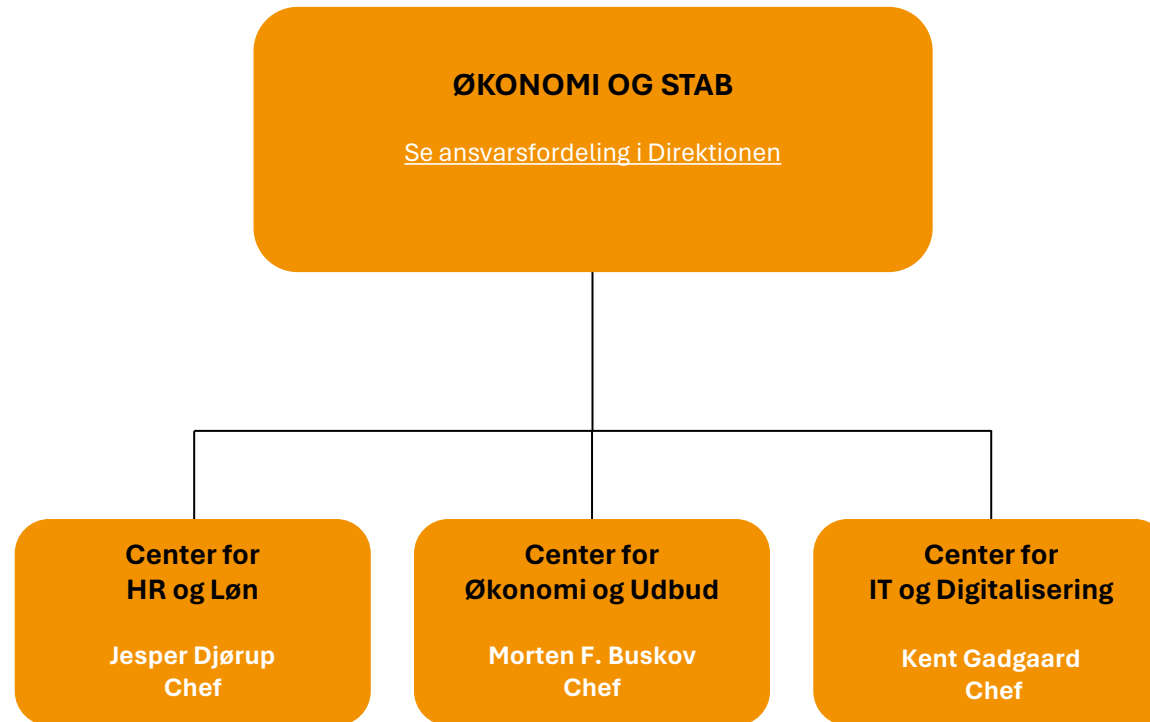 ØKONOMI OG STAB
Se ansvarsfordeling i Direktionen
Center for
HR og Løn
Jesper Djørup
Chef
Center for
Økonomi og Udbud
Morten F. Buskov
Chef
Center for
IT og Digitalisering
Kent Gadgaard
Chef